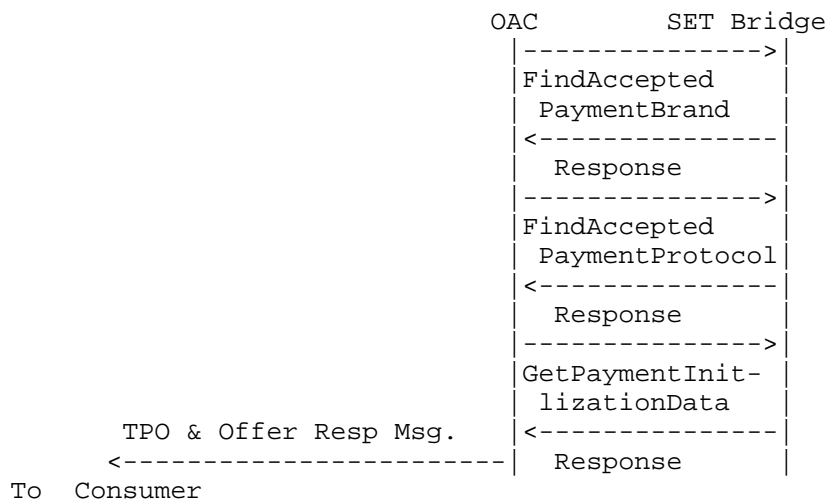 OAC SET Bridge
|--------------->|
|FindAccepted |
| PaymentBrand |
|<---------------|
| Response |
|--------------->|
|FindAccepted |
| PaymentProtocol|
|<---------------|
| Response |
|--------------->|
|GetPaymentInit- |
| lizationData |
TPO & Offer Resp Msg. |<---------------|
<------------------------| Response |
To Consumer